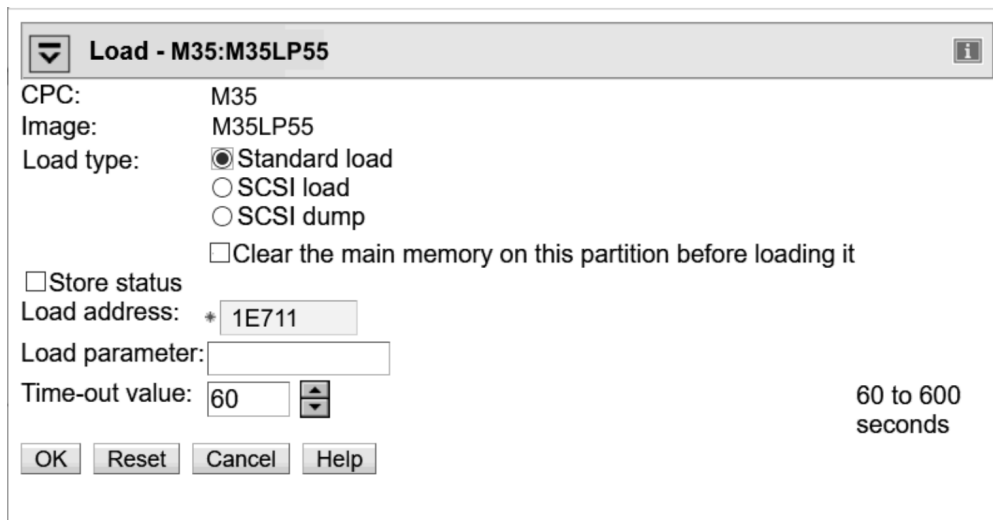 Load - M35:M35LP55
CPC: M35
Image: M35LP55
Load type: Standard load
SCSI load
SCSI dump
Clear the main memory on this partition before loading it
Store status
Load address: * 1E711
Load parameter:
Time-out value: 60 60 to 600
seconds
OK Reset Cancel Help